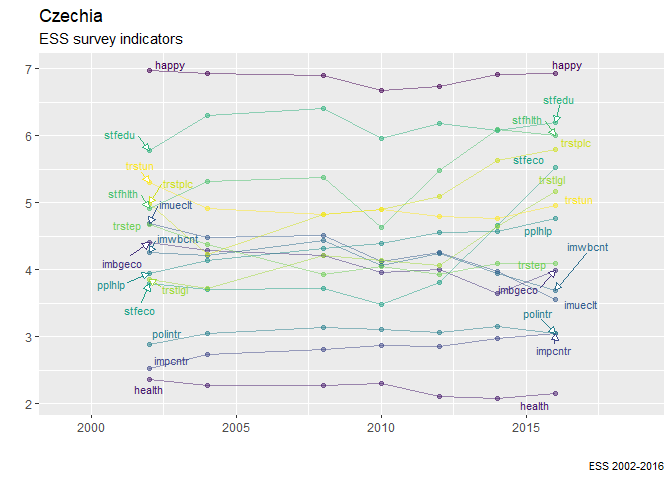 Czechia
ESS survey indicators
7
6
5
4
3
2
happy
happy
stfedu
stfedu
stfhlth
trstplc
stfeco
trstun
trstplc
stfhlth
trstlgl
imueclt
trstun
trstep
pplhlp
imwbcnt
imwbcnt
imbgeco
trstep
pplhlp
trstlgl
imbgeco
imueclt
stfeco
polintr
polintr
impcntr
impcntr
health
health
2000
2005
2010
2015
ESS 2002-2016